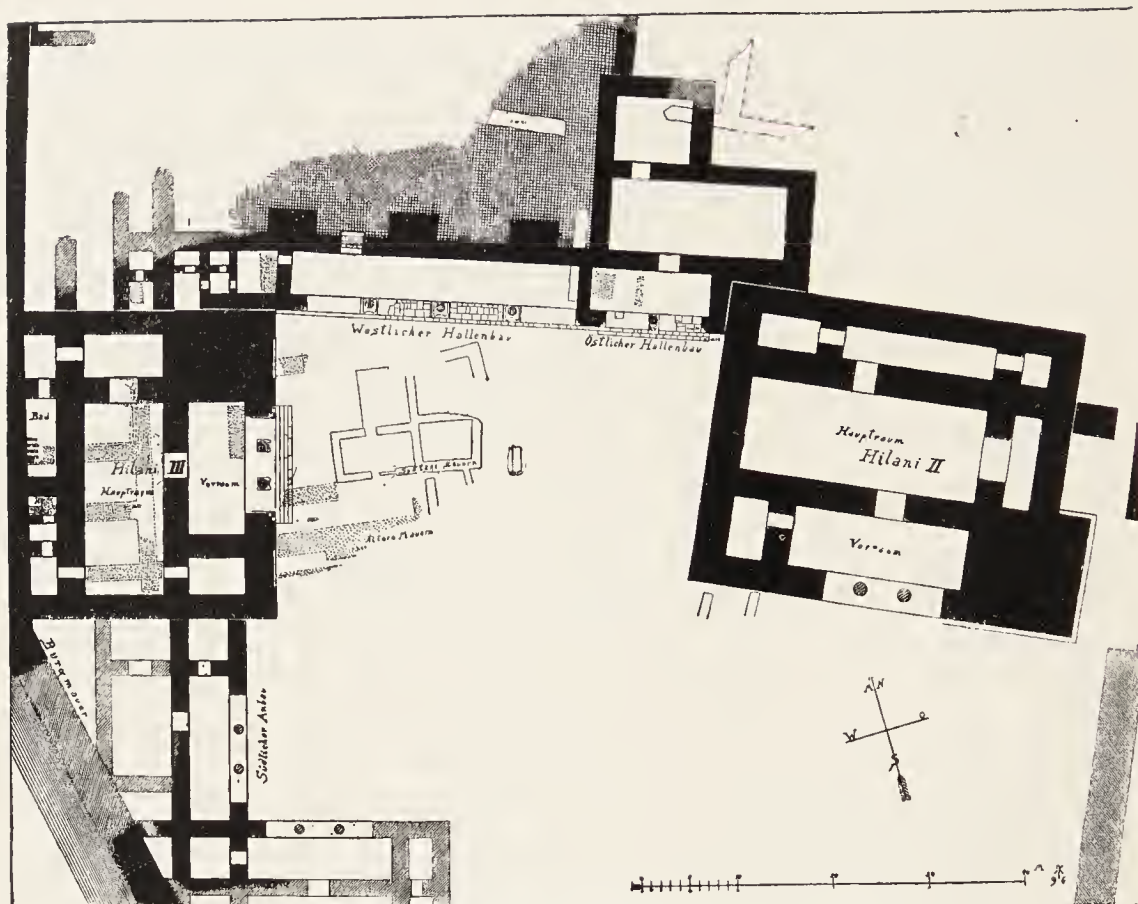 Westlicher Hallenbau
Östlicher Hallenbau
Bad
Hilani III
Hauptraum
Vorraum
Ältere Mauern
Hauptraum
Hilani II
Vorraum
Burgmauer
Südlicher Anbau
N
W
O
S